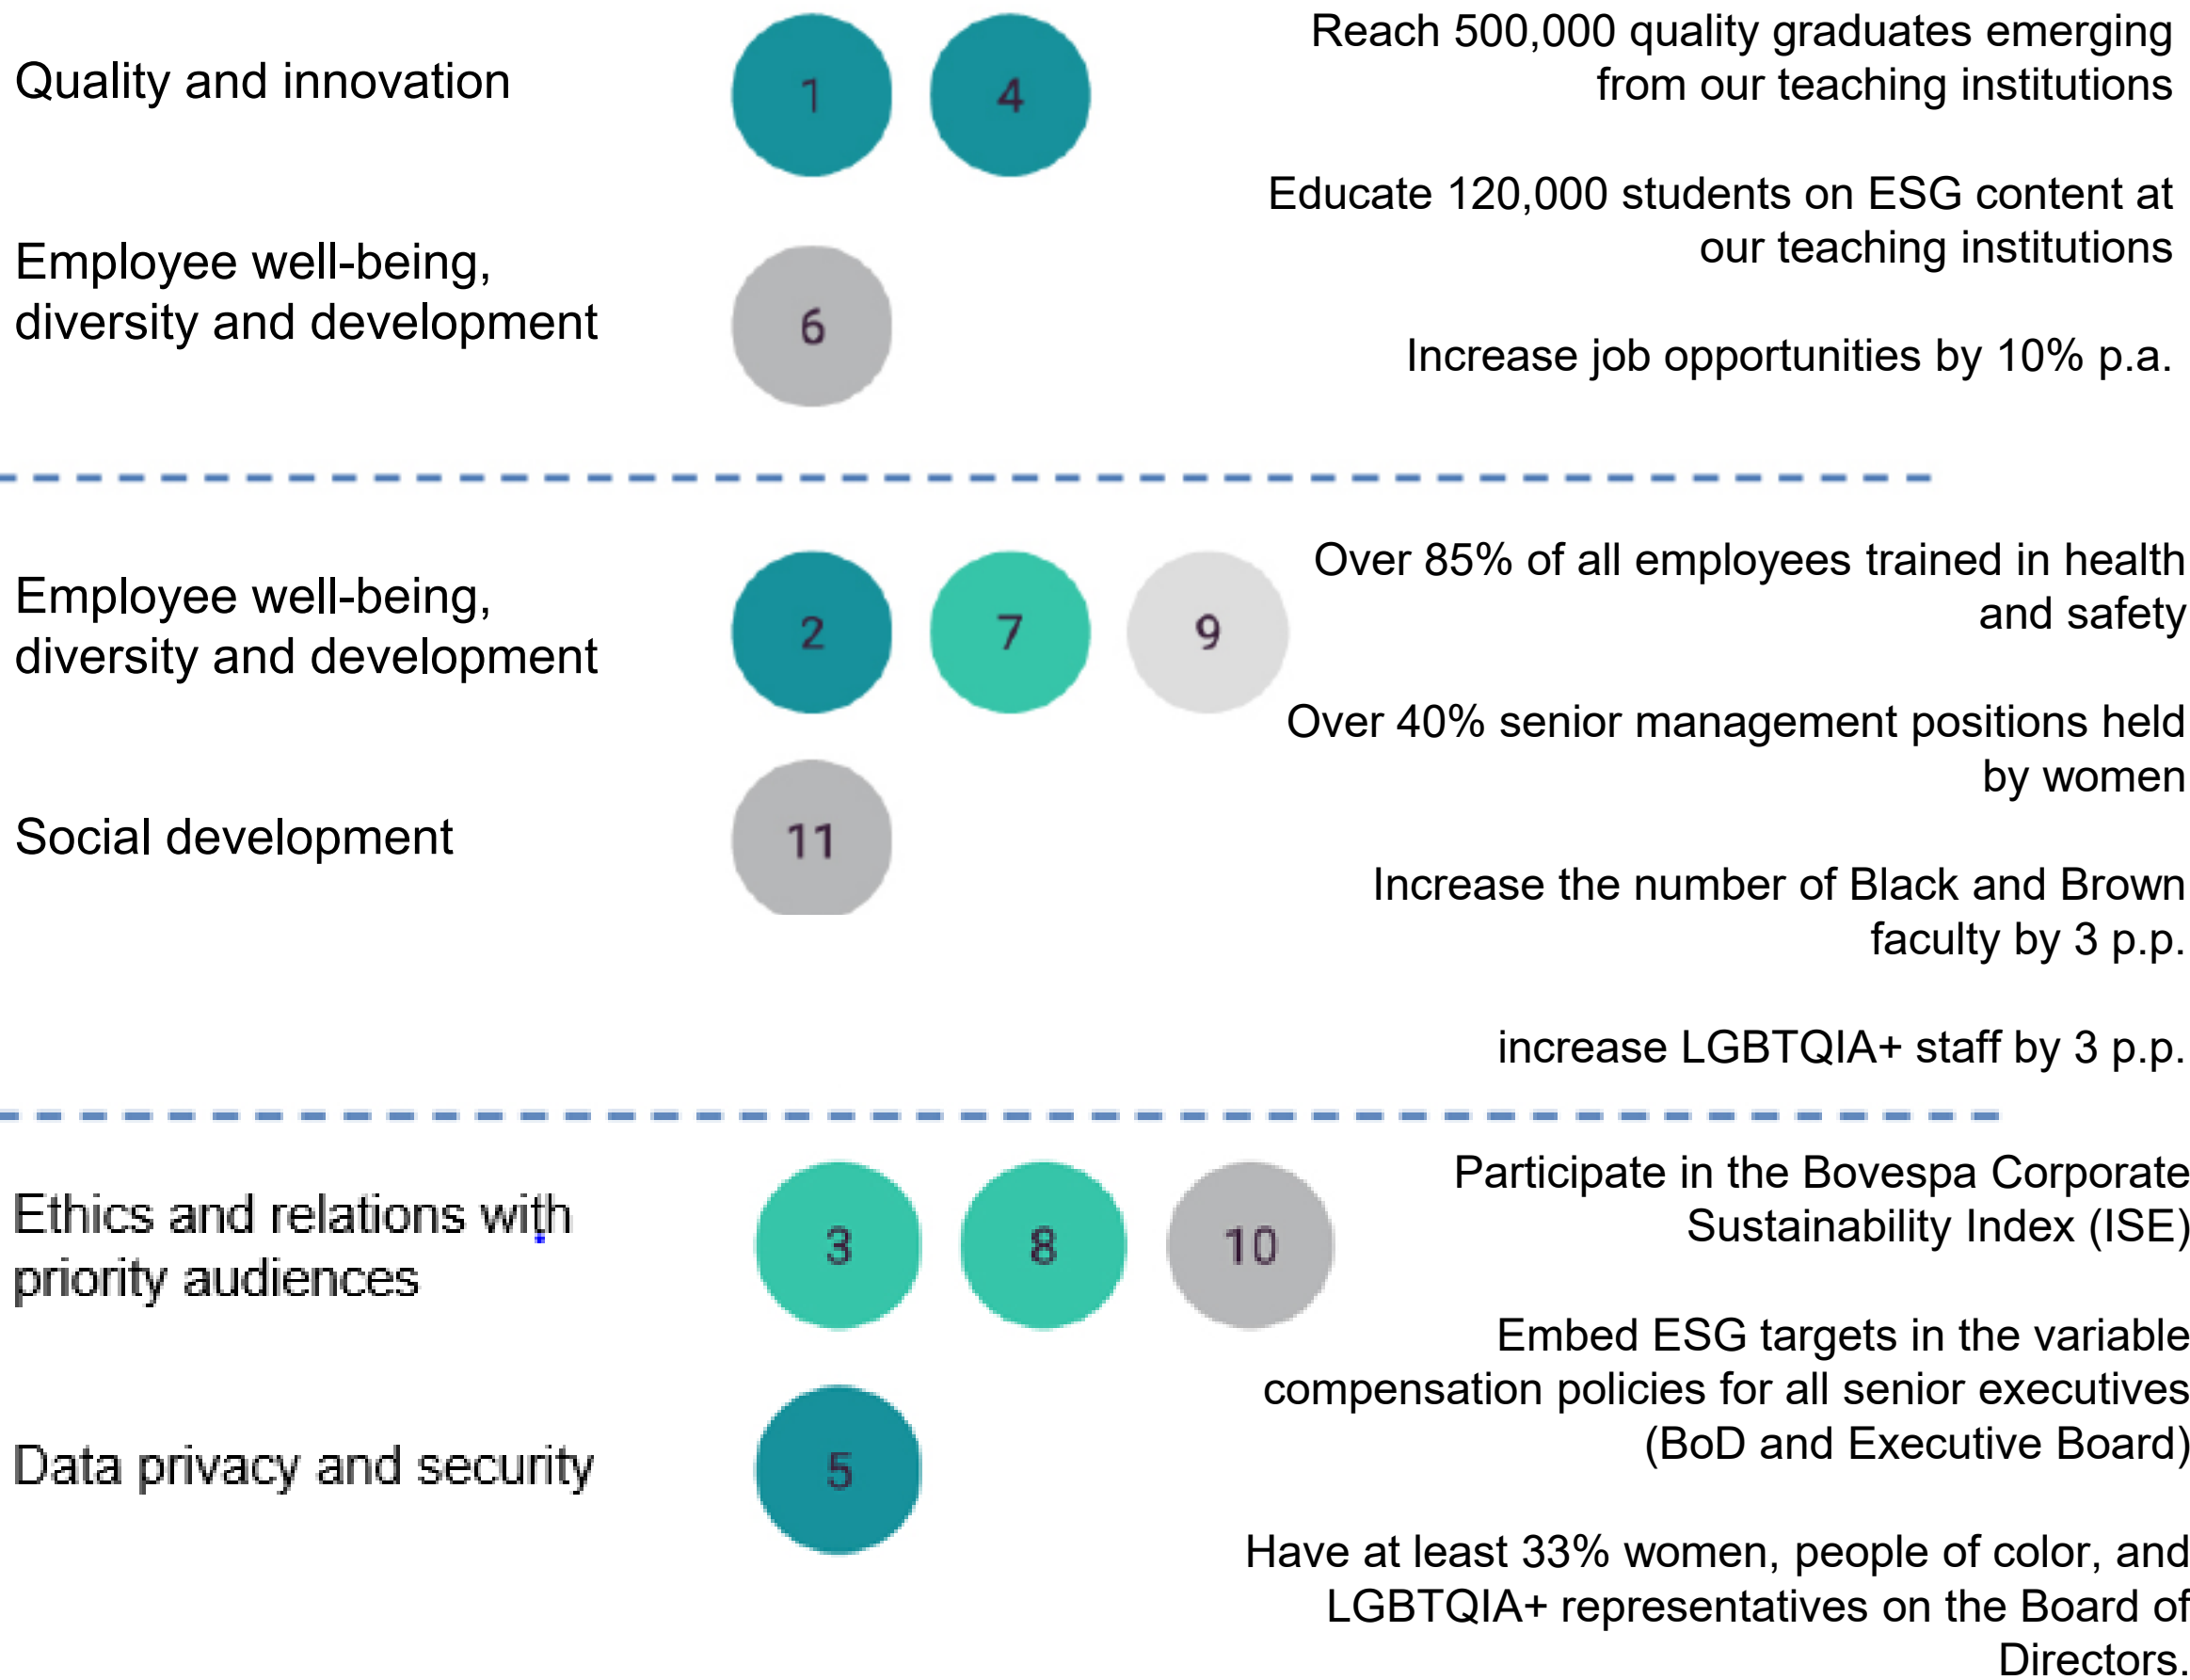 Quality and innovation
1 4
Reach 500,000 quality graduates emerging
from our teaching institutions
Educate 120,000 students on ESG content at
our teaching institutions
Employee well-being,
diversity and development
6
Increase job opportunities by 10% p.a.
Employee well-being,
diversity and development
2 7 9
Over 85% of all employees trained in health
and safety
Over 40% senior management positions held
by women
Social development
11
Increase the number of Black and Brown
faculty by 3 p.p.
increase LGBTQIA+ staff by 3 p.p.
Ethics and relations with
priority audiences
3 8 10
Participate in the Bovespa Corporate
Sustainability Index (ISE)
Embed ESG targets in the variable
compensation policies for all senior executives
(BoD and Executive Board)
Data privacy and security
5
Have at least 33% women, people of color, and
LGBTQIA+ representatives on the Board of
Directors.